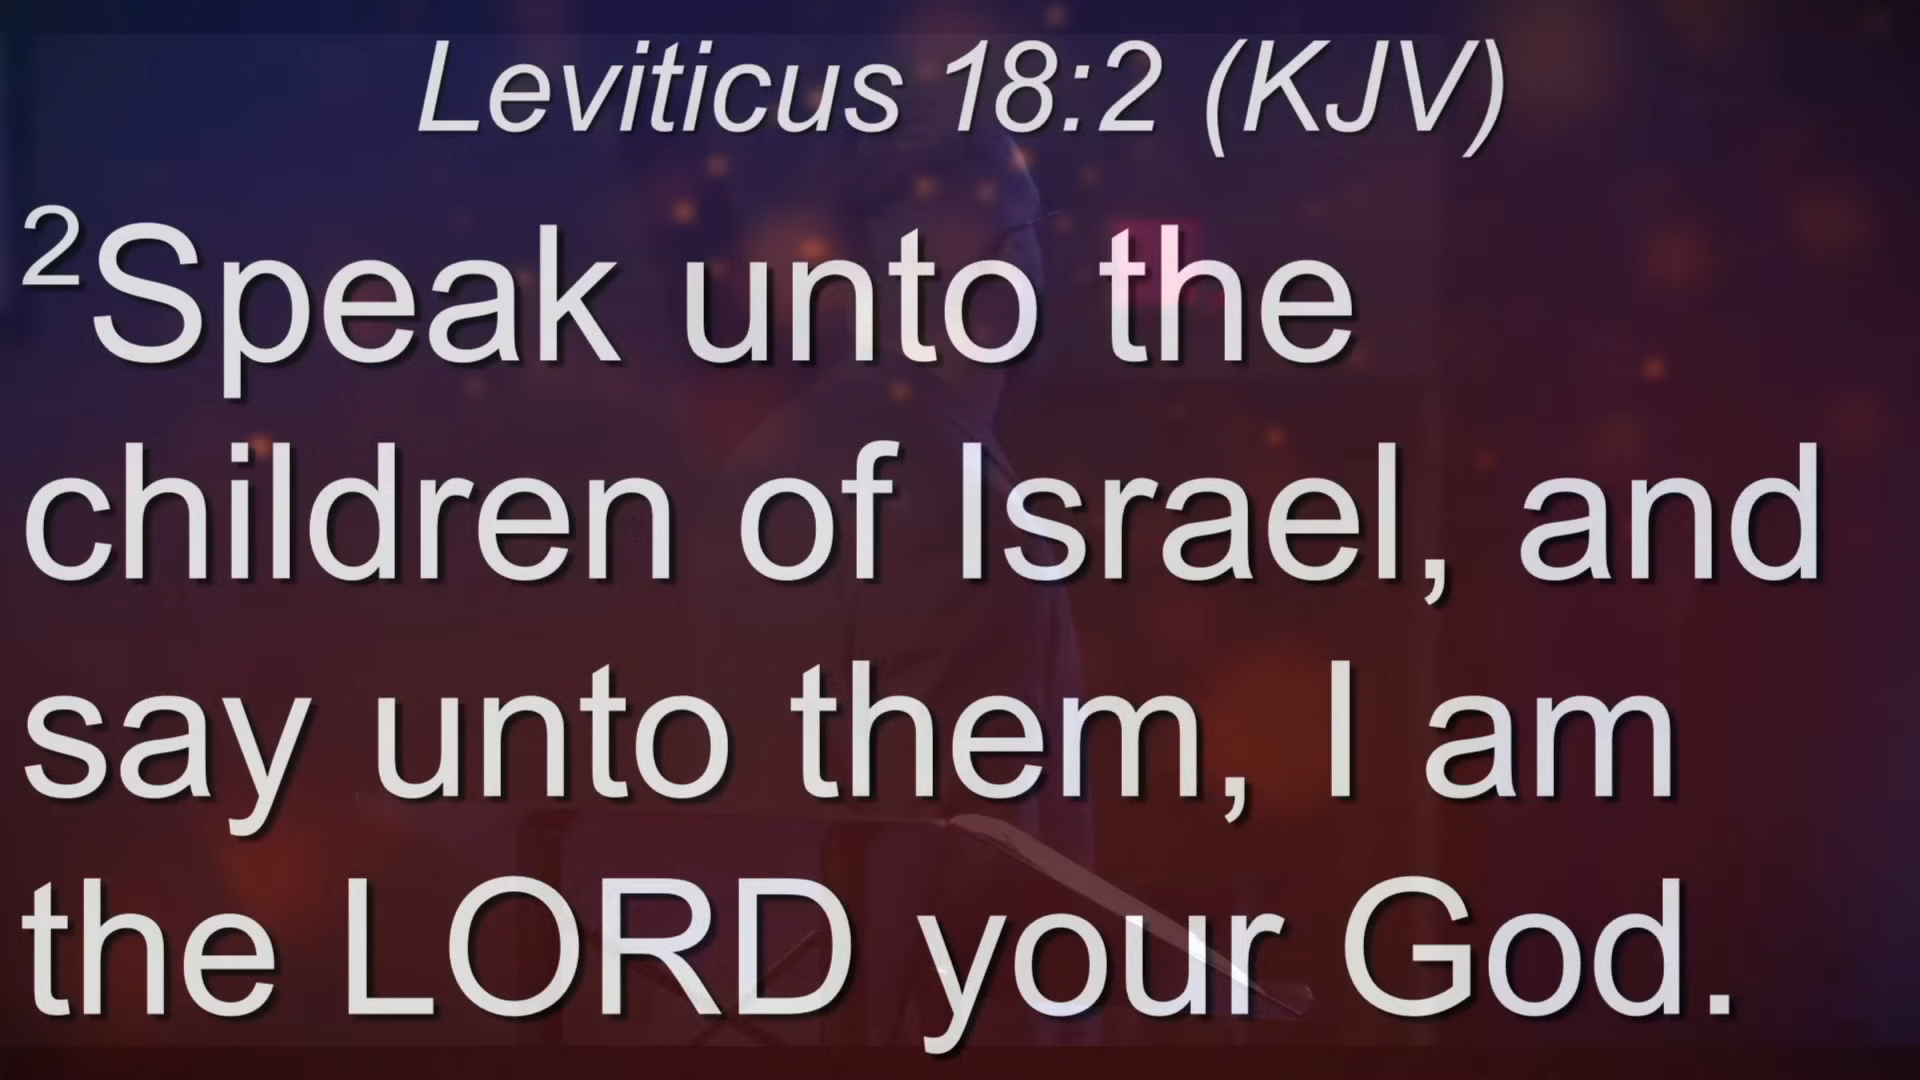 Leviticus 18:2 (KJV)
2Speak unto the
children of Israel, and
say unto them, I am
the LORD your God.